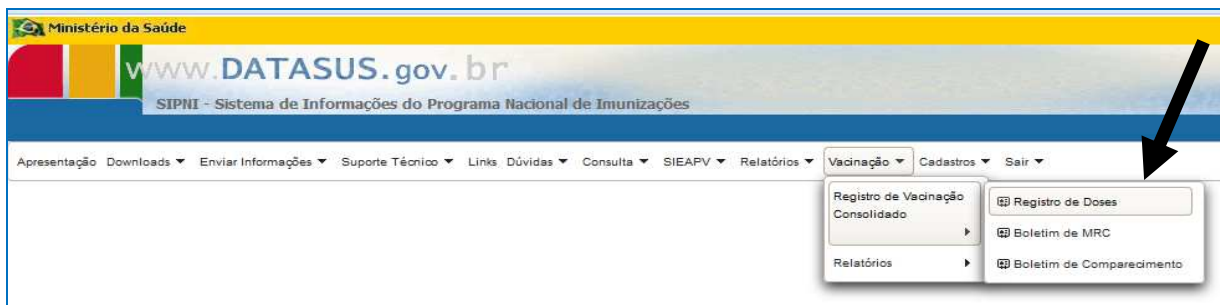 Ministério da Saúde
www.DATASUS.gov.br
SIPNI - Sistema de Informações do Programa Nacional de Imunizações
Apresentação Downloads Enviar Informações Suporte Técnico Links Dúvidas Consulta SIEAPV Relatórios Vacinação Cadastros Sair
Registro de Vacinação
Consolidado
Relatórios
Registro de Doses
Boletim de MRC
Boletim de Comparecimento